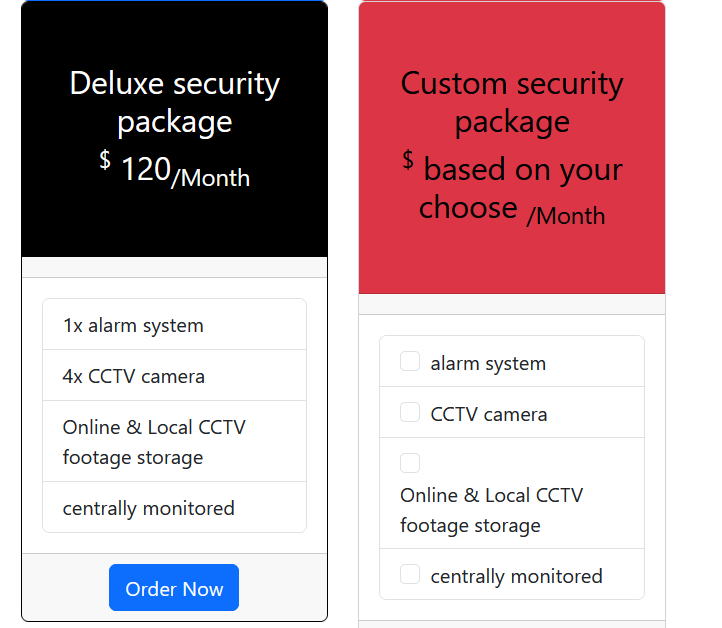 Deluxe security
package
$ 120/Month
1x alarm system
4x CCTV camera
Online & Local CCTV
footage storage
centrally monitored
Order Now
Custom security
package
$ based on your
choose /Month
alarm system
CCTV camera
Online & Local CCTV
footage storage
centrally monitored